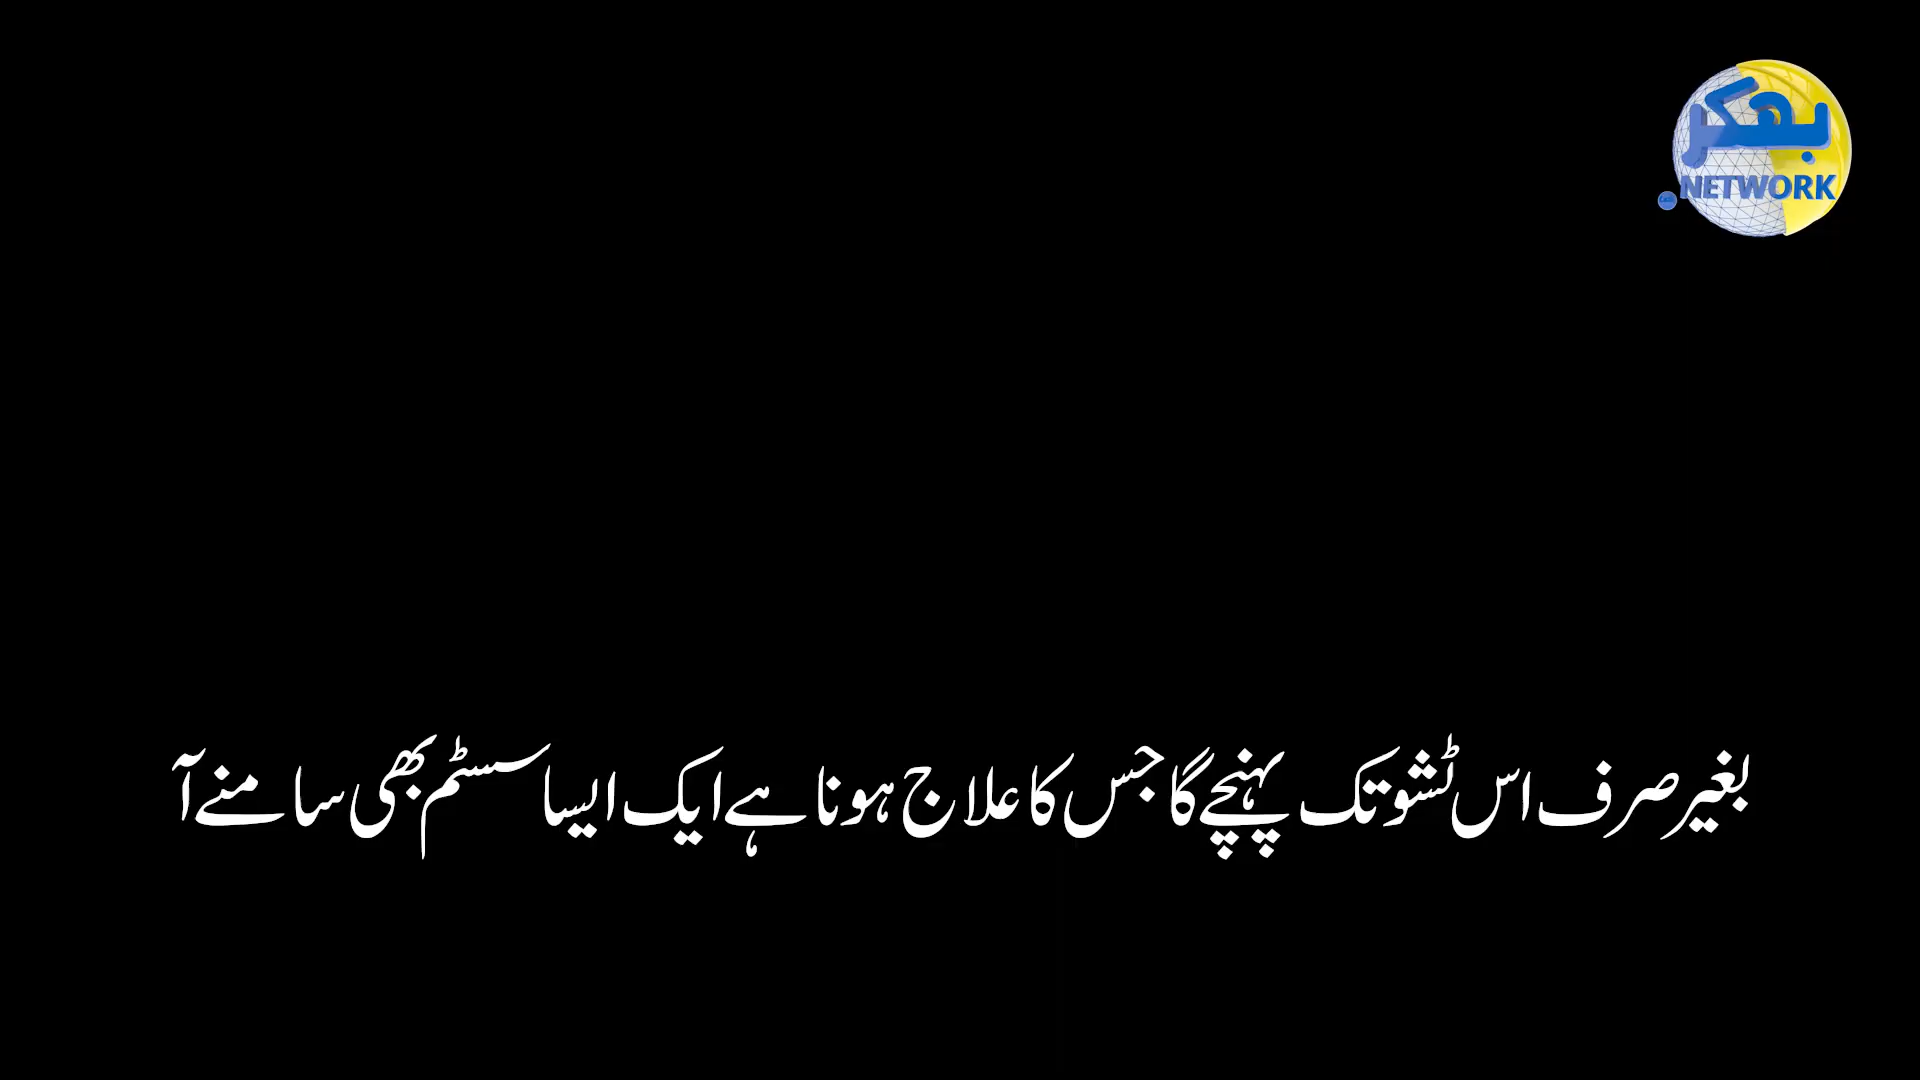 بھکر
NETWORK
بغیر صرف اس ٹشو تک پہنچے گا جس کا علاج ہونا ہے ایک ایسا سسٹم بھی سامنے آ